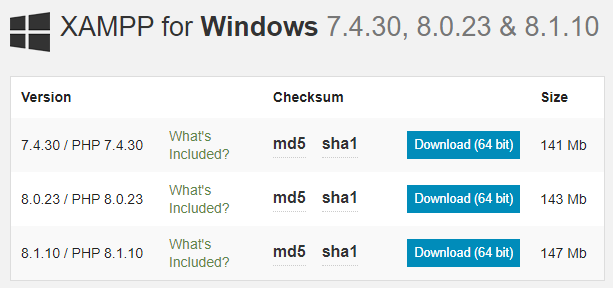 XAMPP for Windows 7.4.30, 8.0.23 & 8.1.10
Version Checksum Size
7.4.30 / PHP 7.4.30 What's Included? md5 sha1 Download (64 bit) 141 Mb
8.0.23 / PHP 8.0.23 What's Included? md5 sha1 Download (64 bit) 143 Mb
8.1.10 / PHP 8.1.10 What's Included? md5 sha1 Download (64 bit) 147 Mb